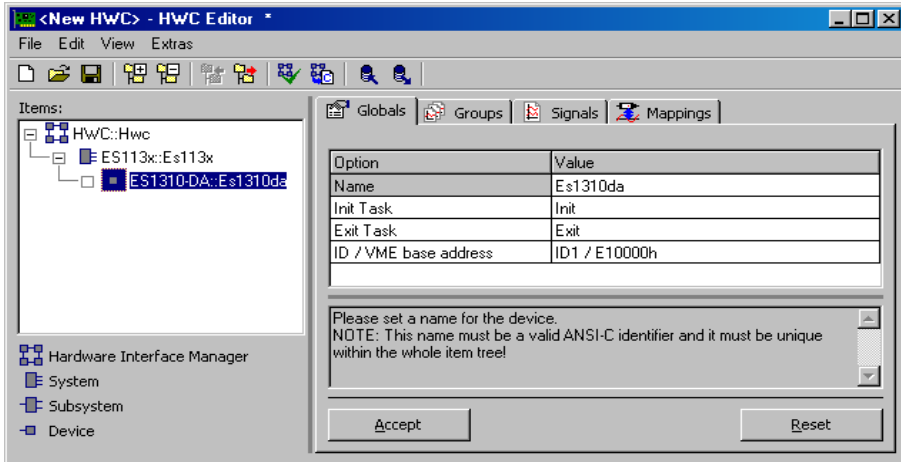 <New HWC> - HWC Editor *
File Edit View Extras
Items:
HWC::Hwc
ES113x::Es113x
ES1310-DA::Es1310da
Hardware Interface Manager
System
Subsystem
Device
Globals Groups Signals Mappings
Option Value
Name Es1310da
Init Task Init
Exit Task Exit
ID / VME base address ID1 / E10000h
Please set a name for the device.
NOTE: This name must be a valid ANSI-C identifier and it must be unique
within the whole item tree!
Accept Reset